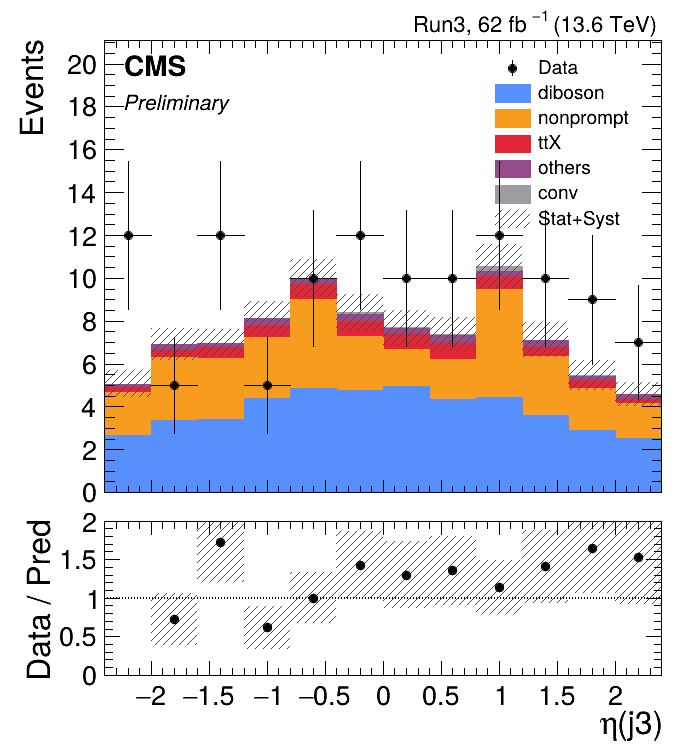 Run3, 62 fb⁻¹ (13.6 TeV)
CMS
Preliminary
Events
20
18
16
14
12
10
8
6
4
2
0
Data
diboson
nonprompt
ttX
others
conv
Stat+Syst
Data / Pred
2
1.5
1
0.5
0
−2 −1.5 −1 −0.5 0 0.5 1 1.5 2
η(j3)